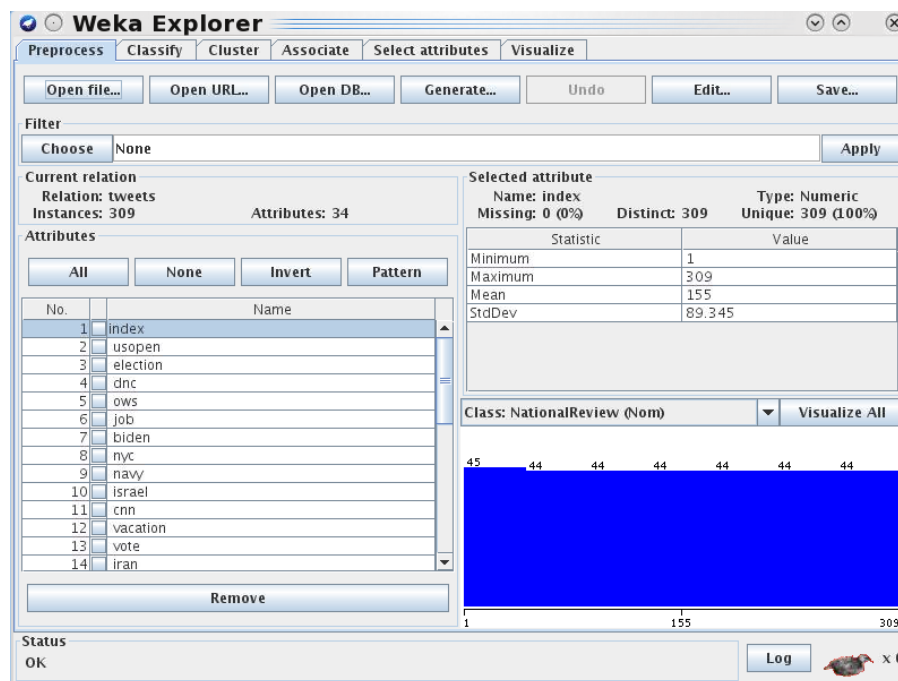 Weka Explorer
Preprocess Classify Cluster Associate Select attributes Visualize
Open file... Open URL... Open DB... Generate... Undo Edit... Save...
Filter
Choose None Apply
Current relation
Relation: tweets
Instances: 309 Attributes: 34
Attributes
All None Invert Pattern
No. Name
1 index
2 usopen
3 election
4 dnc
5 ows
6 job
7 biden
8 nyc
9 navy
10 israel
11 cnn
12 vacation
13 vote
14 iran
Remove
Selected attribute
Name: index Type: Numeric
Missing: 0 (0%) Distinct: 309 Unique: 309 (100%)
Statistic Value
Minimum 1
Maximum 309
Mean 155
StdDev 89.345
Class: NationalReview (Nom) Visualize All
45 44 44 44 44 44 44
1 155 309
Status
OK
Log x